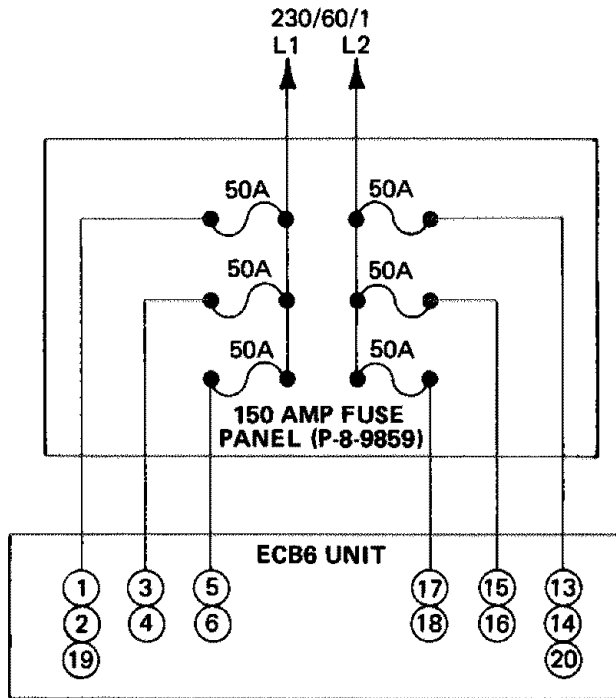 230/60/1
L1 L2
50A 50A
50A 50A
50A 50A
150 AMP FUSE
PANEL (P-8-9859)
ECB6 UNIT
1 3 5 17 15 13
2 4 6 18 16 14
19 20